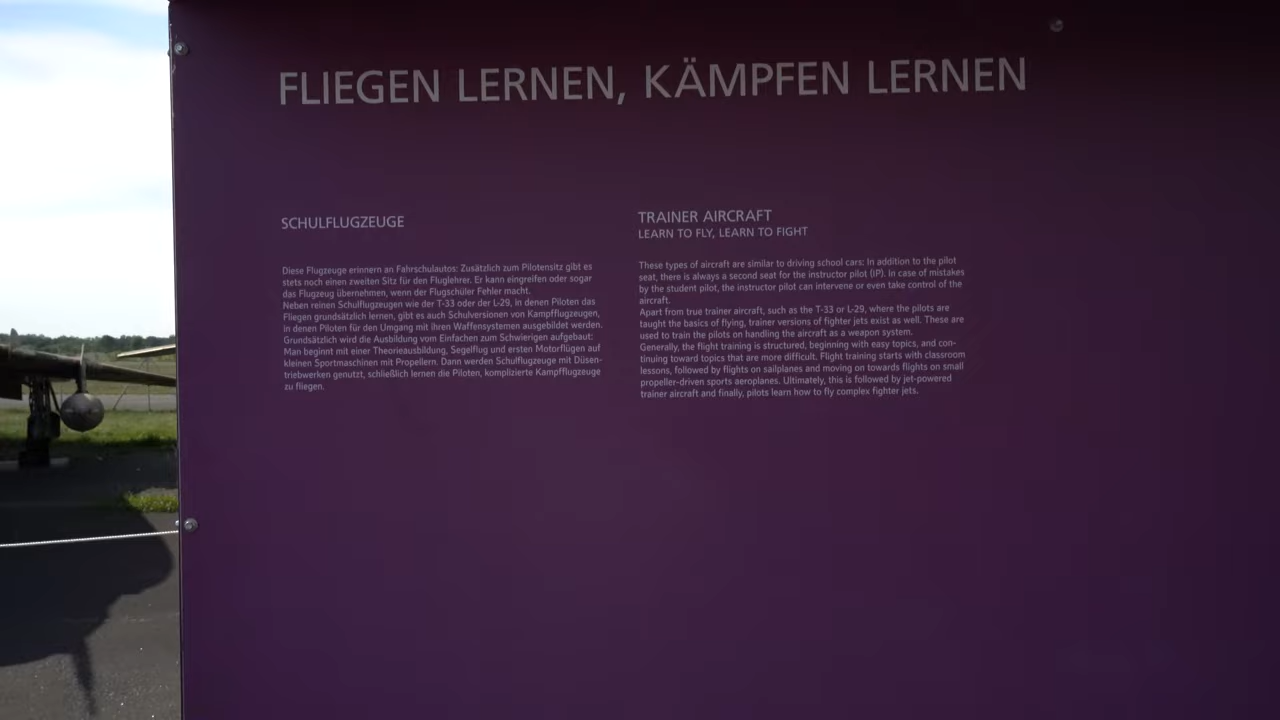 FLIEGEN LERNEN, KÄMPFEN LERNEN
SCHULFLUGZEUGE
Diese Flugzeuge erinnern an Fahrschulautos: Zusätzlich zum Pilotensitz gibt es
stets noch einen zweiten Sitz für den Fluglehrer. Er kann eingreifen oder sogar
das Flugzeug übernehmen, wenn der Flugschüler Fehler macht.
Neben reinen Schulflugzeugen wie der T-33 oder der L-29, in denen Piloten das
Fliegen grundsätzlich lernen, gibt es auch Schulversionen von Kampfflugzeugen,
in denen Piloten für den Umgang mit ihren Waffensystemen ausgebildet werden.
Grundsätzlich wird die Ausbildung vom Einfachen zum Schwierigen aufgebaut:
Man beginnt mit einer Theorieausbildung, Segelflug und ersten Motorflügen auf
kleinen Sportmaschinen mit Propellern. Dann werden Schulflugzeuge mit Düsen-
triebwerken genutzt, schließlich lernen die Piloten, komplizierte Kampfflugzeuge
zu fliegen.
TRAINER AIRCRAFT
LEARN TO FLY, LEARN TO FIGHT
These types of aircraft are similar to driving school cars: In addition to the pilot
seat, there is always a second seat for the instructor pilot (IP). In case of mistakes
by the student pilot, the instructor pilot can intervene or even take control of the
aircraft.
Apart from true trainer aircraft, such as the T-33 or L-29, where the pilots are
taught the basics of flying, trainer versions of fighter jets exist as well. These are
used to train the pilots on handling the aircraft as a weapon system.
Generally, the flight training is structured, beginning with easy topics, and con-
tinuing toward topics that are more difficult. Flight training starts with classroom
lessons, followed by flights on sailplanes and moving on towards flights on small
propeller-driven sports aeroplanes. Ultimately, this is followed by jet-powered
trainer aircraft and finally, pilots learn how to fly complex fighter jets.